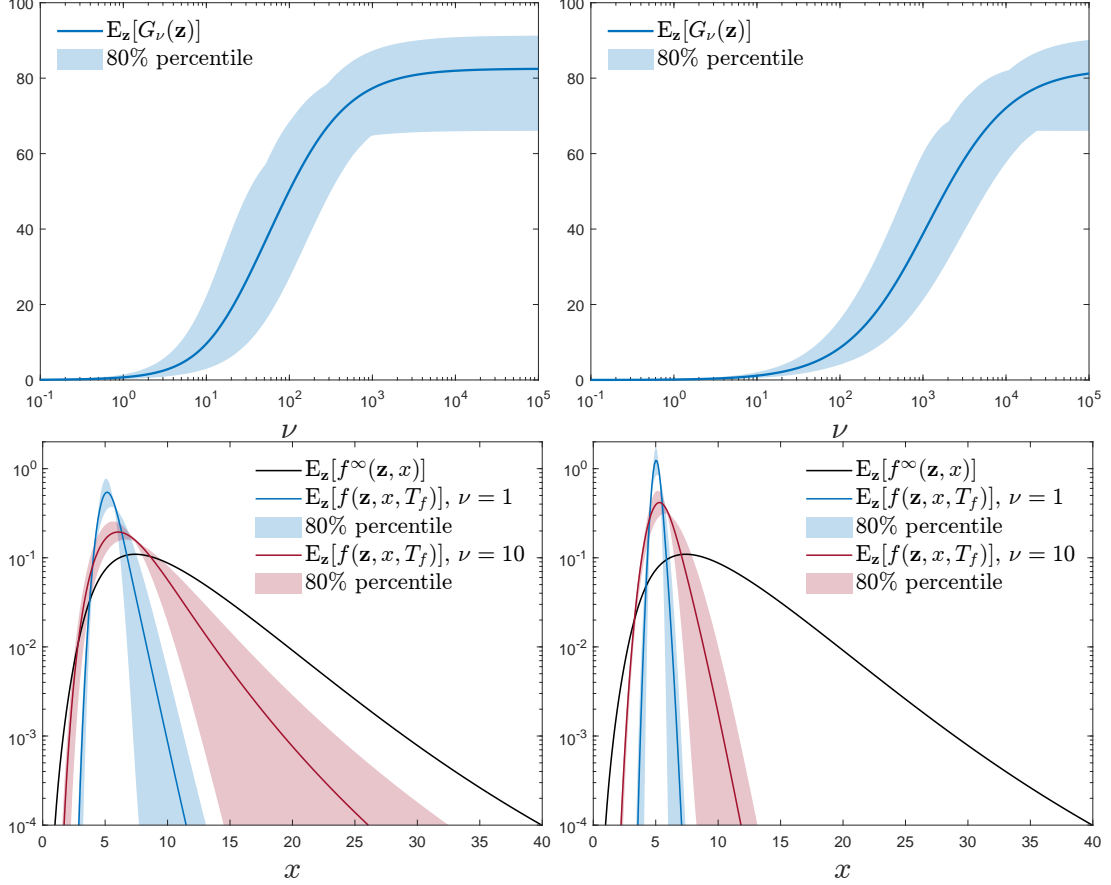 100
80
60
40
20
0
E_z[G_ν(z)]
80% percentile
10^-1 10^0 10^1 10^2 10^3 10^4 10^5
ν
100
80
60
40
20
0
E_z[G_ν(z)]
80% percentile
10^-1 10^0 10^1 10^2 10^3 10^4 10^5
ν
10^0
10^-1
10^-2
10^-3
10^-4
E_z[f^∞(z, x)]
E_z[f(z, x, T_f)], ν = 1
80% percentile
E_z[f(z, x, T_f)], ν = 10
80% percentile
0 5 10 15 20 25 30 35 40
x
10^0
10^-1
10^-2
10^-3
10^-4
E_z[f^∞(z, x)]
E_z[f(z, x, T_f)], ν = 1
80% percentile
E_z[f(z, x, T_f)], ν = 10
80% percentile
0 5 10 15 20 25 30 35 40
x